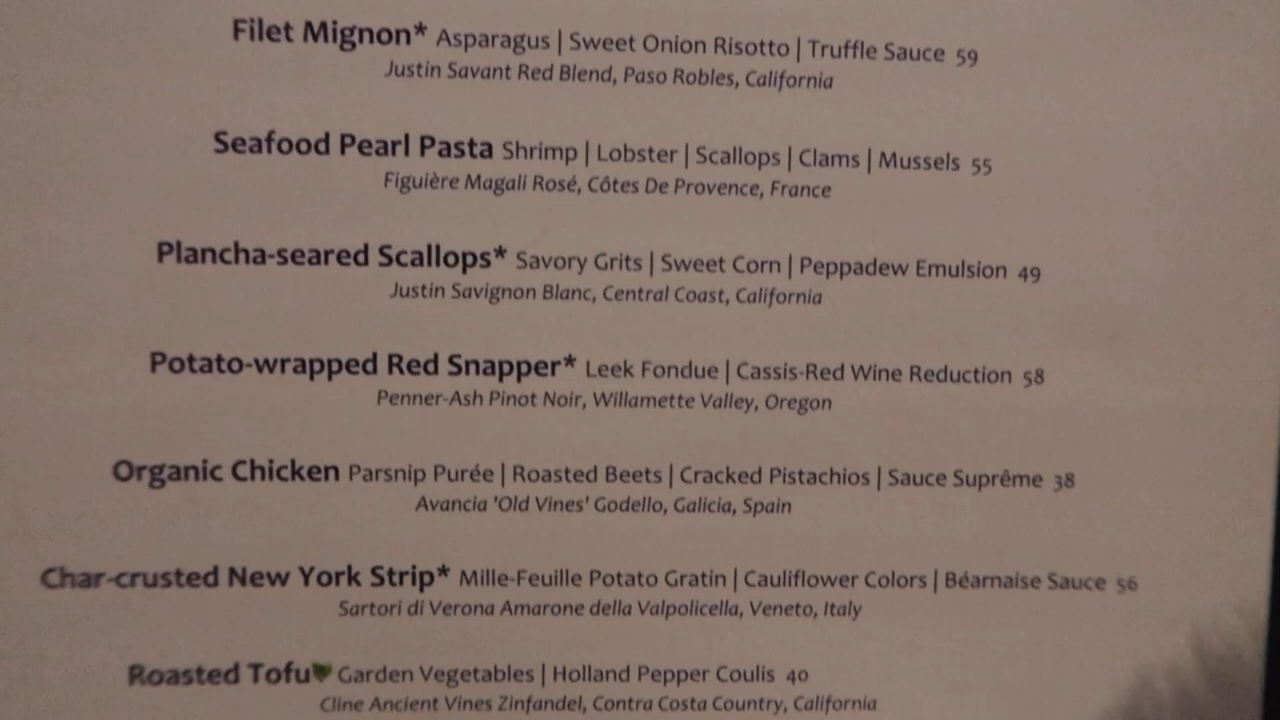 Filet Mignon* Asparagus | Sweet Onion Risotto | Truffle Sauce 59
Justin Savant Red Blend, Paso Robles, California
Seafood Pearl Pasta Shrimp | Lobster | Scallops | Clams | Mussels 55
Figuière Magali Rosé, Côtes De Provence, France
Plancha-seared Scallops* Savory Grits | Sweet Corn | Peppadew Emulsion 49
Justin Savignon Blanc, Central Coast, California
Potato-wrapped Red Snapper* Leek Fondue | Cassis-Red Wine Reduction 58
Penner-Ash Pinot Noir, Willamette Valley, Oregon
Organic Chicken Parsnip Purée | Roasted Beets | Cracked Pistachios | Sauce Suprême 38
Avancia 'Old Vines' Godello, Galicia, Spain
Char-crusted New York Strip* Mille-Feuille Potato Gratin | Cauliflower Colors | Béarnaise Sauce 56
Sartori di Verona Amarone della Valpolicella, Veneto, Italy
Roasted Tofu Garden Vegetables | Holland Pepper Coulis 40
Cline Ancient Vines Zinfandel, Contra Costa Country, California